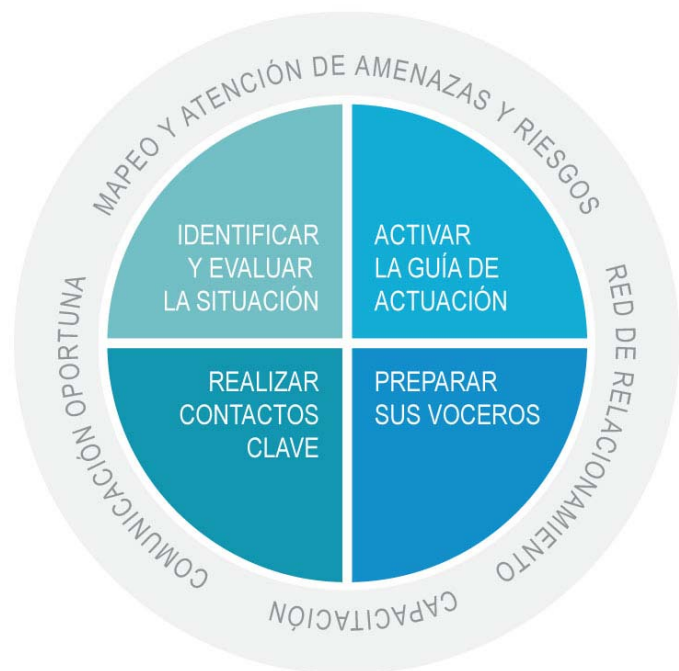 MAPEO Y ATENCIÓN DE AMENAZAS Y RIESGOS
IDENTIFICAR
Y EVALUAR
LA SITUACIÓN
ACTIVAR
LA GUÍA DE
ACTUACIÓN
REALIZAR
CONTACTOS
CLAVE
PREPARAR
SUS VOCEROS
RED DE RELACIONAMIENTO
CAPACITACIÓN
COMUNICACIÓN OPORTUNA